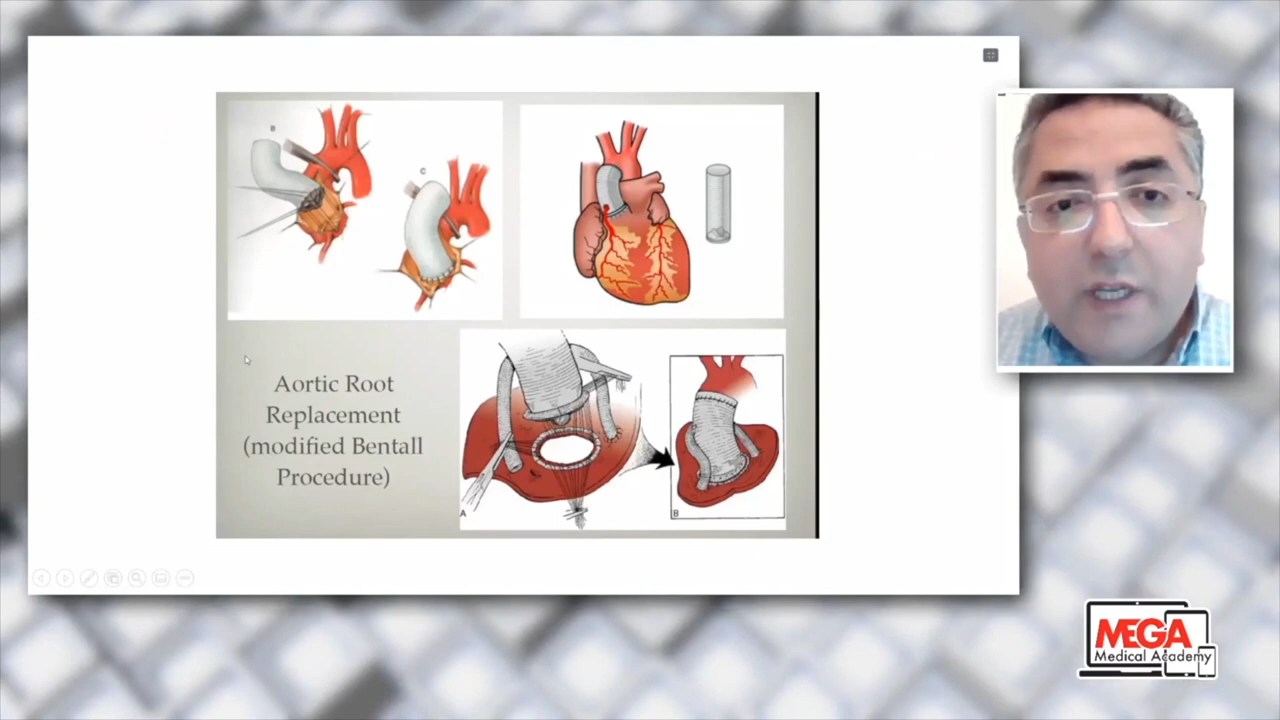 B
C
Aortic Root
Replacement
(modified Bentall
Procedure)
A
B
MEGA
Medical Academy